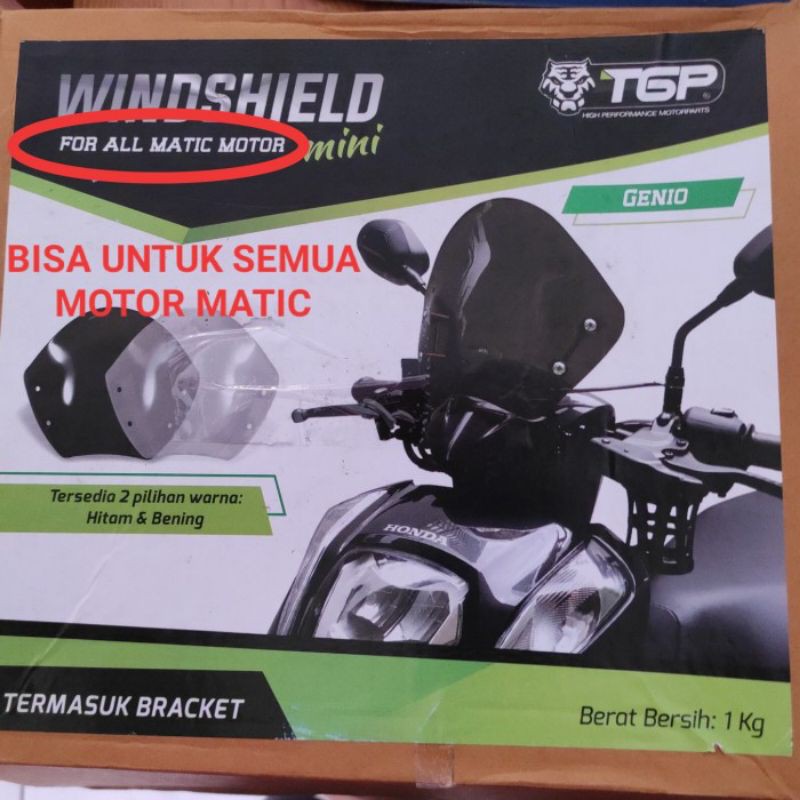 WINDSHIELD
FOR ALL MATIC MOTOR
mini
TGP
HIGH PERFORMANCE MOTORPARTS
GENIO
BISA UNTUK SEMUA
MOTOR MATIC
Tersedia 2 pilihan warna:
Hitam & Bening
HONDA
TERMASUK BRACKET
Berat Bersih: 1 Kg